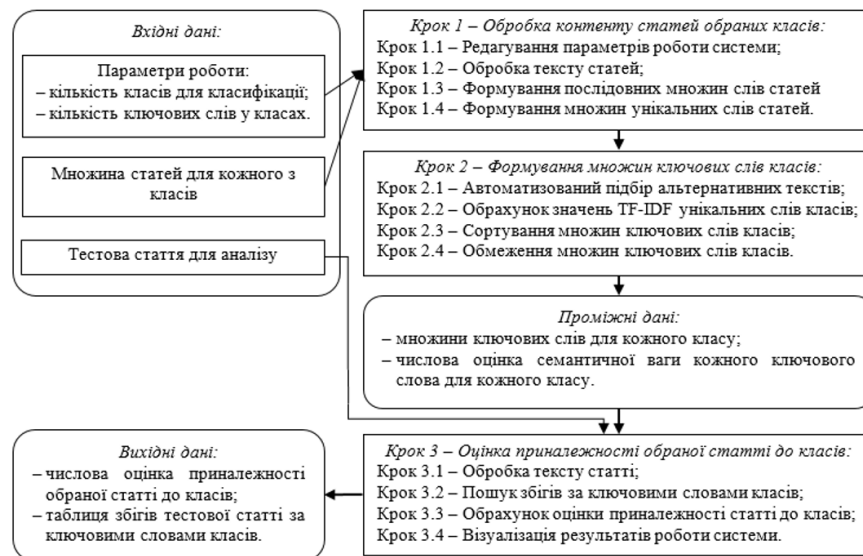 Вхідні дані:
Параметри роботи:
– кількість класів для класифікації;
– кількість ключових слів у класах.
Множина статей для кожного з
класів
Тестова стаття для аналізу
Крок 1 – Обробка контенту статей обраних класів:
Крок 1.1 – Редагування параметрів роботи системи;
Крок 1.2 – Обробка тексту статей;
Крок 1.3 – Формування послідовних множин слів статей
Крок 1.4 – Формування множин унікальних слів статей.
Крок 2 – Формування множин ключових слів класів:
Крок 2.1 – Автоматизований підбір альтернативних текстів;
Крок 2.2 – Обрахунок значень TF-IDF унікальних слів класів;
Крок 2.3 – Сортування множин ключових слів класів;
Крок 2.4 – Обмеження множин ключових слів класів.
Проміжні дані:
– множини ключових слів для кожного класу;
– числова оцінка семантичної ваги кожного ключового
слова для кожного класу.
Крок 3 – Оцінка приналежності обраної статті до класів:
Крок 3.1 – Обробка тексту статті;
Крок 3.2 – Пошук збігів за ключовими словами класів;
Крок 3.3 – Обрахунок оцінки приналежності статті до класів;
Крок 3.4 – Візуалізація результатів роботи системи.
Вихідні дані:
– числова оцінка приналежності
обраної статті до класів;
– таблиця збігів тестової статті за
ключовими словами класів.